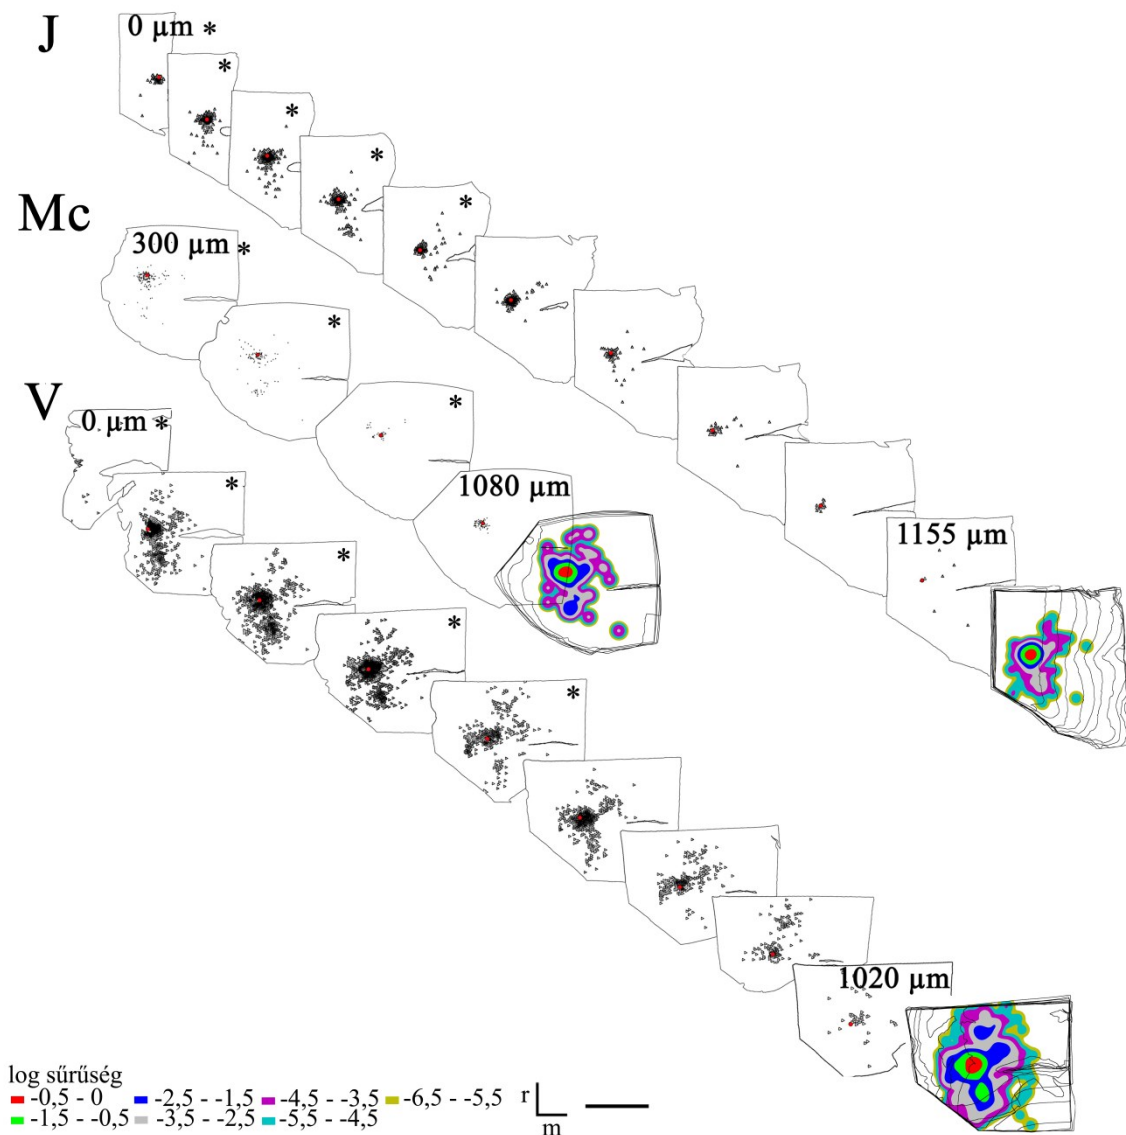 J
0 µm *
*
*
*
*
Mc
300 µm *
*
*
1080 µm
V
0 µm *
*
*
*
*
1155 µm
1020 µm
log sűrűség
-0,5 - 0
-2,5 - -1,5
-4,5 - -3,5
-6,5 - -5,5
-1,5 - -0,5
-3,5 - -2,5
-5,5 - -4,5
r
m